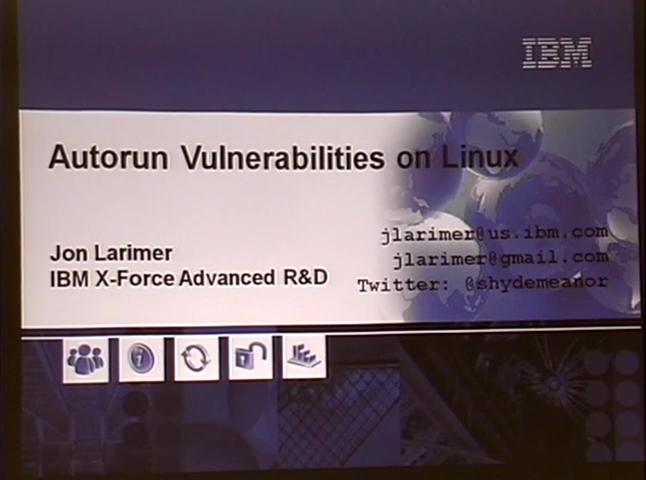 IBM
Autorun Vulnerabilities on Linux
Jon Larimer
IBM X-Force Advanced R&D
jlarimer@us.ibm.com
jlarimer@gmail.com
Twitter: @shydemeanor